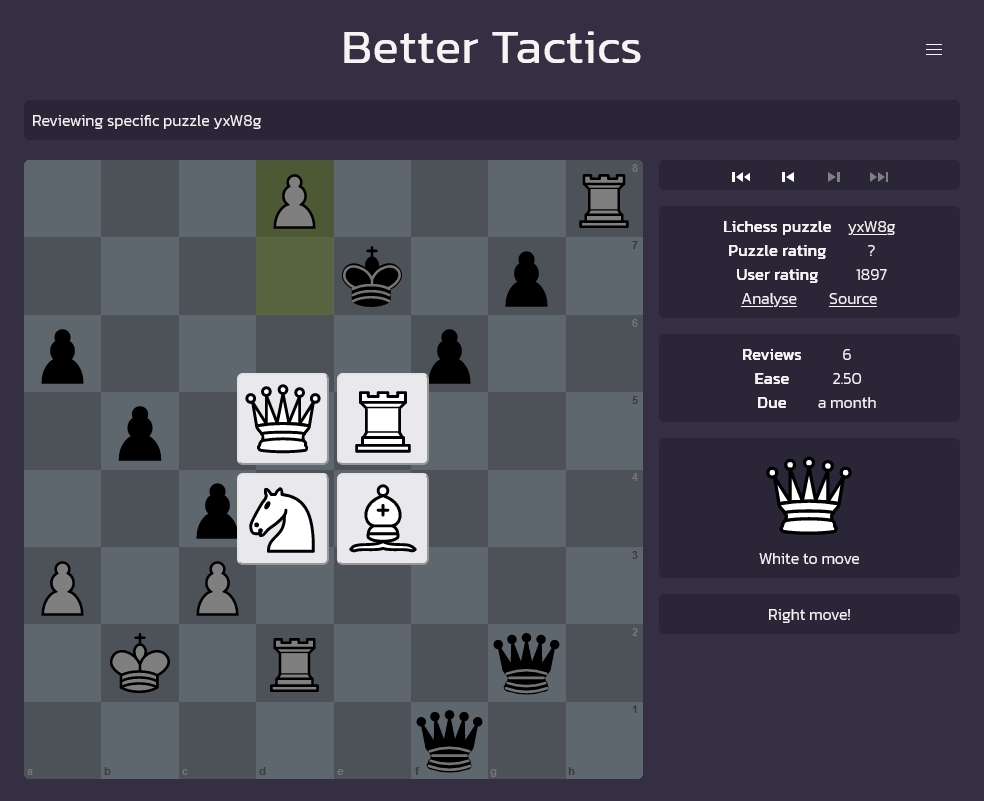 Better Tactics
Reviewing specific puzzle yxW8g
8
7
6
5
4
3
2
1
a b c d e f g h
Lichess puzzle yxW8g
Puzzle rating ?
User rating 1897
Analyse Source
Reviews 6
Ease 2.50
Due a month
White to move
Right move!